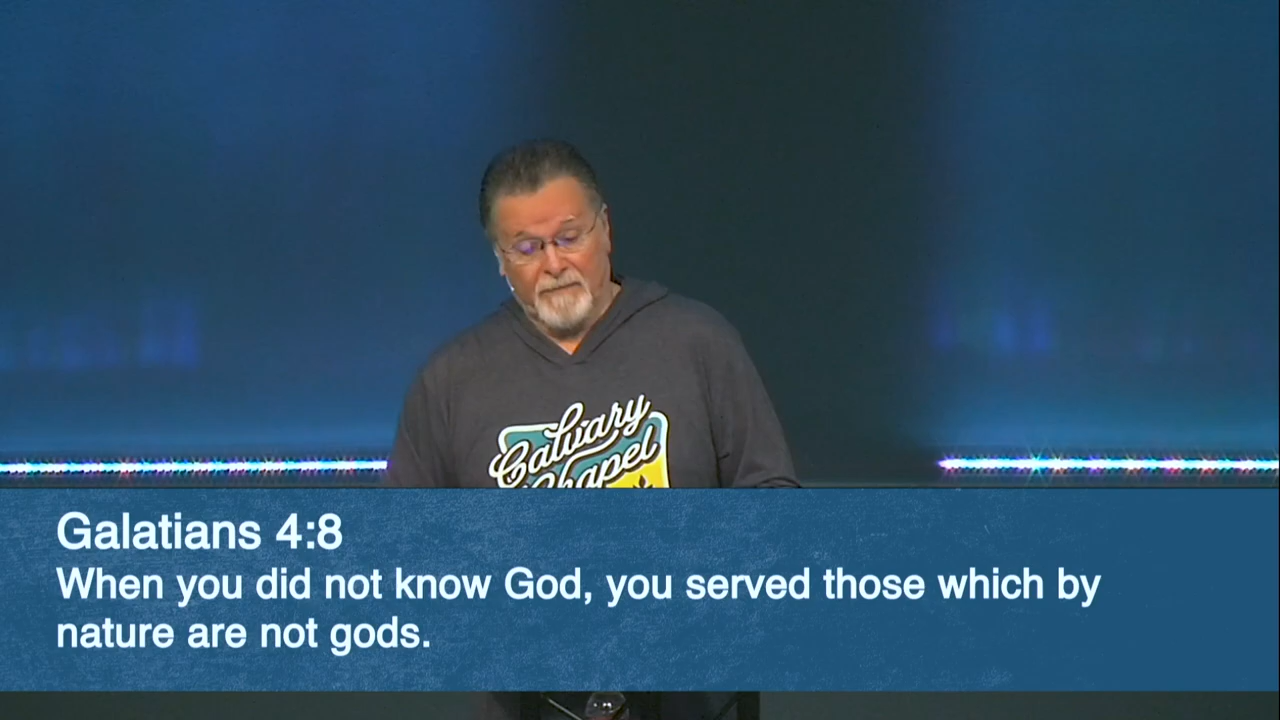 Calvary
Chapel
Galatians 4:8
When you did not know God, you served those which by
nature are not gods.